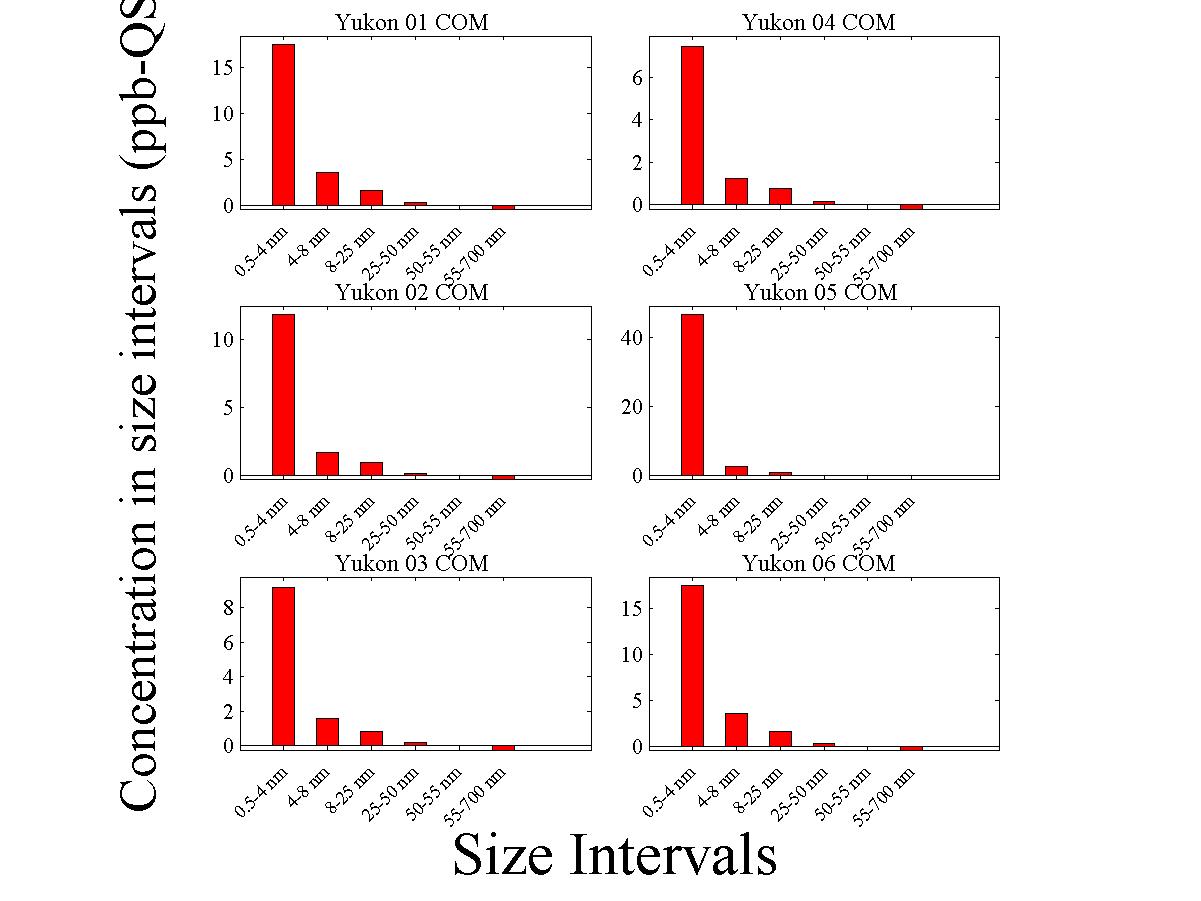 Concentration in size intervals (ppb-QS
Yukon 01 COM
15
10
5
0
0.5-4 nm
4-8 nm
8-25 nm
25-50 nm
50-55 nm
55-700 nm
Yukon 04 COM
6
4
2
0
0.5-4 nm
4-8 nm
8-25 nm
25-50 nm
50-55 nm
55-700 nm
Yukon 02 COM
10
5
0
0.5-4 nm
4-8 nm
8-25 nm
25-50 nm
50-55 nm
55-700 nm
Yukon 05 COM
40
20
0
0.5-4 nm
4-8 nm
8-25 nm
25-50 nm
50-55 nm
55-700 nm
Yukon 03 COM
8
6
4
2
0
0.5-4 nm
4-8 nm
8-25 nm
25-50 nm
50-55 nm
55-700 nm
Yukon 06 COM
15
10
5
0
0.5-4 nm
4-8 nm
8-25 nm
25-50 nm
50-55 nm
55-700 nm
Size Intervals